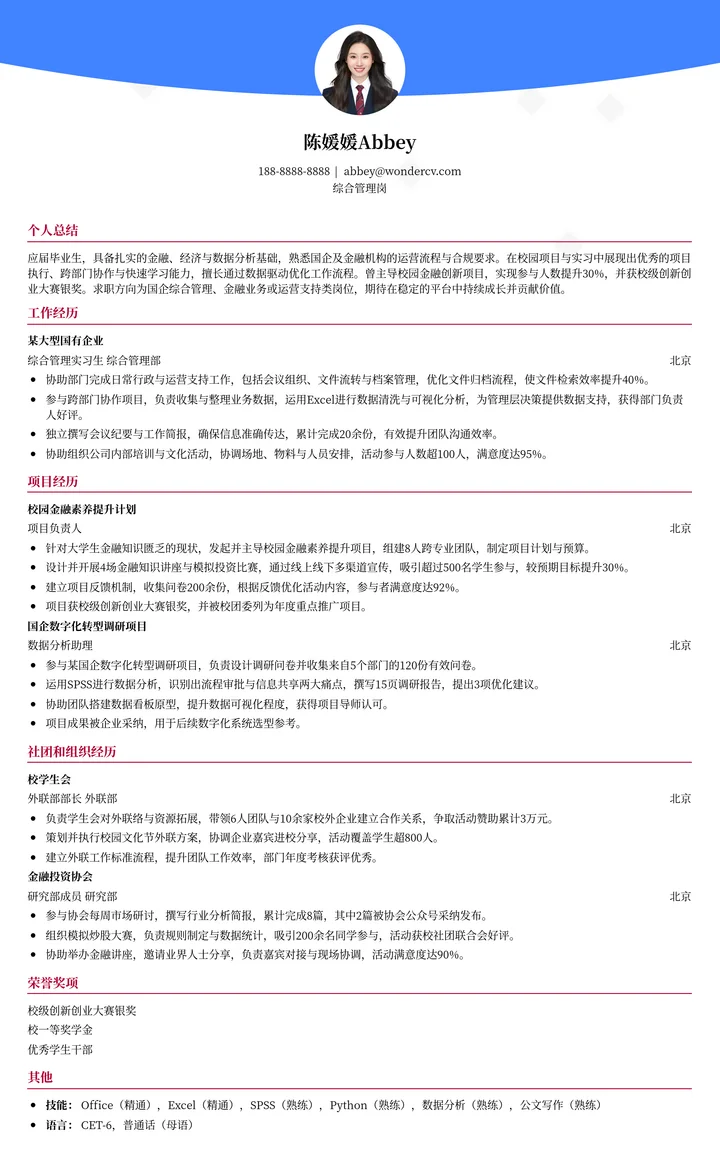 陈媛媛Abbey
188-8888-8888 | abbey@wondercv.com
综合管理岗
个人总结
应届毕业生，具备扎实的金融、经济与数据分析基础，熟悉国企及金融机构的运营流程与合规要求。在校园项目与实习中展现出优秀的项目
执行、跨部门协作与快速学习能力，擅长通过数据驱动优化工作流程。曾主导校园金融创新项目，实现参与人数提升30%，并获校级创新创
业大赛银奖。求职方向为国企综合管理、金融业务或运营支持类岗位，期待在稳定的平台中持续成长并贡献价值。
工作经历
某大型国有企业
综合管理实习生 综合管理部 北京
• 协助部门完成日常行政与运营支持工作，包括会议组织、文件流转与档案管理，优化文件归档流程，使文件检索效率提升40%。
• 参与跨部门协作项目，负责收集与整理业务数据，运用Excel进行数据清洗与可视化分析，为管理层决策提供数据支持，获得部门负责
人好评。
• 独立撰写会议纪要与工作简报，确保信息准确传达，累计完成20余份，有效提升团队沟通效率。
• 协助组织公司内部培训与文化活动，协调场地、物料与人员安排，活动参与人数超100人，满意度达95%。
项目经历
校园金融素养提升计划
项目负责人 北京
• 针对大学生金融知识匮乏的现状，发起并主导校园金融素养提升项目，组建8人跨专业团队，制定项目计划与预算。
• 设计并开展4场金融知识讲座与模拟投资比赛，通过线上线下多渠道宣传，吸引超过500名学生参与，较预期目标提升30%。
• 建立项目反馈机制，收集问卷200余份，根据反馈优化活动内容，参与者满意度达92%。
• 项目获校级创新创业大赛银奖，并被校团委列为年度重点推广项目。
国企数字化转型调研项目
数据分析助理 北京
• 参与某国企数字化转型调研项目，负责设计调研问卷并收集来自5个部门的120份有效问卷。
• 运用SPSS进行数据分析，识别出流程审批与信息共享两大痛点，撰写15页调研报告，提出3项优化建议。
• 协助团队搭建数据看板原型，提升数据可视化程度，获得项目导师认可。
• 项目成果被企业采纳，用于后续数字化系统选型参考。
社团和组织经历
校学生会
外联部部长 外联部 北京
• 负责学生会对外联络与资源拓展，带领6人团队与10余家校外企业建立合作关系，争取活动赞助累计3万元。
• 策划并执行校园文化节外联方案，协调企业嘉宾进校分享，活动覆盖学生超800人。
• 建立外联工作标准流程，提升团队工作效率，部门年度考核获评优秀。
金融投资协会
研究部成员 研究部 北京
• 参与协会每周市场研讨，撰写行业分析简报，累计完成8篇，其中2篇被协会公众号采纳发布。
• 组织模拟炒股大赛，负责规则制定与数据统计，吸引200余名同学参与，活动获校社团联合会好评。
• 协助举办金融讲座，邀请业界人士分享，负责嘉宾对接与现场协调，活动满意度达90%。
荣誉奖项
校级创新创业大赛银奖
校一等奖学金
优秀学生干部
其他
• 技能： Office（精通）, Excel（精通）, SPSS（熟练）, Python（熟练）, 数据分析（熟练）, 公文写作（熟练）
• 语言： CET-6，普通话（母语）